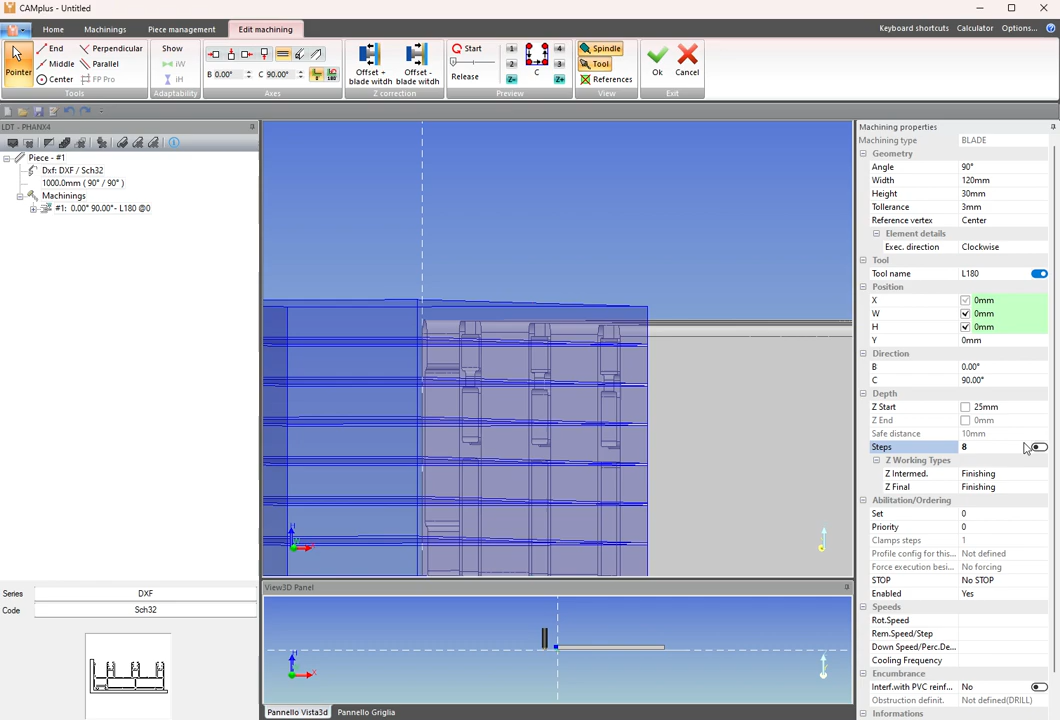 CAMplus - Untitled
Home
Machinings
Piece management
Edit machining
Keyboard shortcuts
Calculator
Options...
Pointer
End
Middle
Center
Perpendicular
Parallel
FP Pro
Tools
Show
iW
iH
Adaptability
B 0.00°
C 90.00°
Axes
Offset + blade witdh
Offset - blade witdh
Z correction
Start
Release
1
2
Z-
C
4
3
Z+
Preview
Spindle
Tool
References
View
Ok
Cancel
Exit
LDT - PHANX4
Piece - #1
Dxf: DXF / Sch32
1000.0mm ( 90° / 90° )
Machinings
#1: 0.00° 90.00°- L180 @0
Series
DXF
Code
Sch32
H
X
View3D Panel
H
X
Pannello Vista3d
Pannello Griglia
Machining properties
Machining type BLADE
Geometry
Angle 90°
Width 120mm
Height 30mm
Tollerance 3mm
Reference vertex Center
Element details
Exec. direction Clockwise
Tool
Tool name L180
Position
X 0mm
W 0mm
H 0mm
Y 0mm
Direction
B 0.00°
C 90.00°
Depth
Z Start 25mm
Z End 0mm
Safe distance 10mm
Steps 8
Z Working Types
Z Intermed. Finishing
Z Final Finishing
Abilitation/Ordering
Set 0
Priority 0
Clamps steps 1
Profile config for this... Not defined
Force execution besi... No forcing
STOP No STOP
Enabled Yes
Speeds
Rot.Speed
Rem.Speed/Step
Down Speed/Perc.De...
Cooling Frequency
Encumbrance
Interf.with PVC reinf... No
Obstruction definit. Not defined(DRILL)
Informations